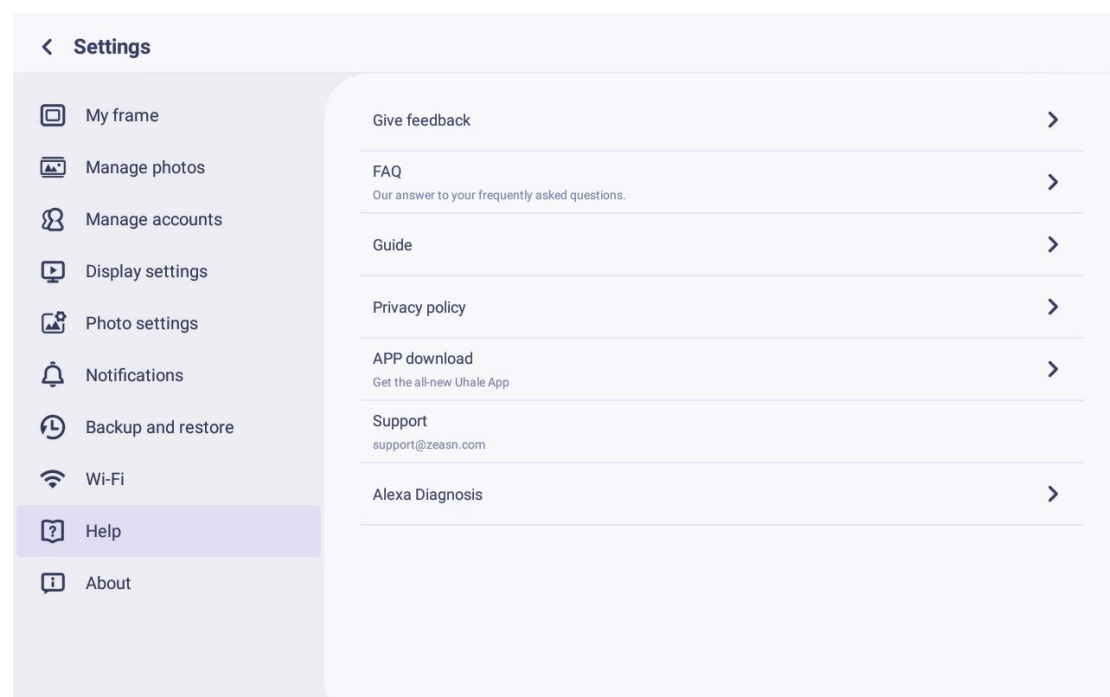 Settings
My frame
Manage photos
Manage accounts
Display settings
Photo settings
Notifications
Backup and restore
Wi-Fi
Help
About
Give feedback
FAQ
Our answer to your frequently asked questions.
Guide
Privacy policy
APP download
Get the all-new Uhale App
Support
support@zeasn.com
Alexa Diagnosis